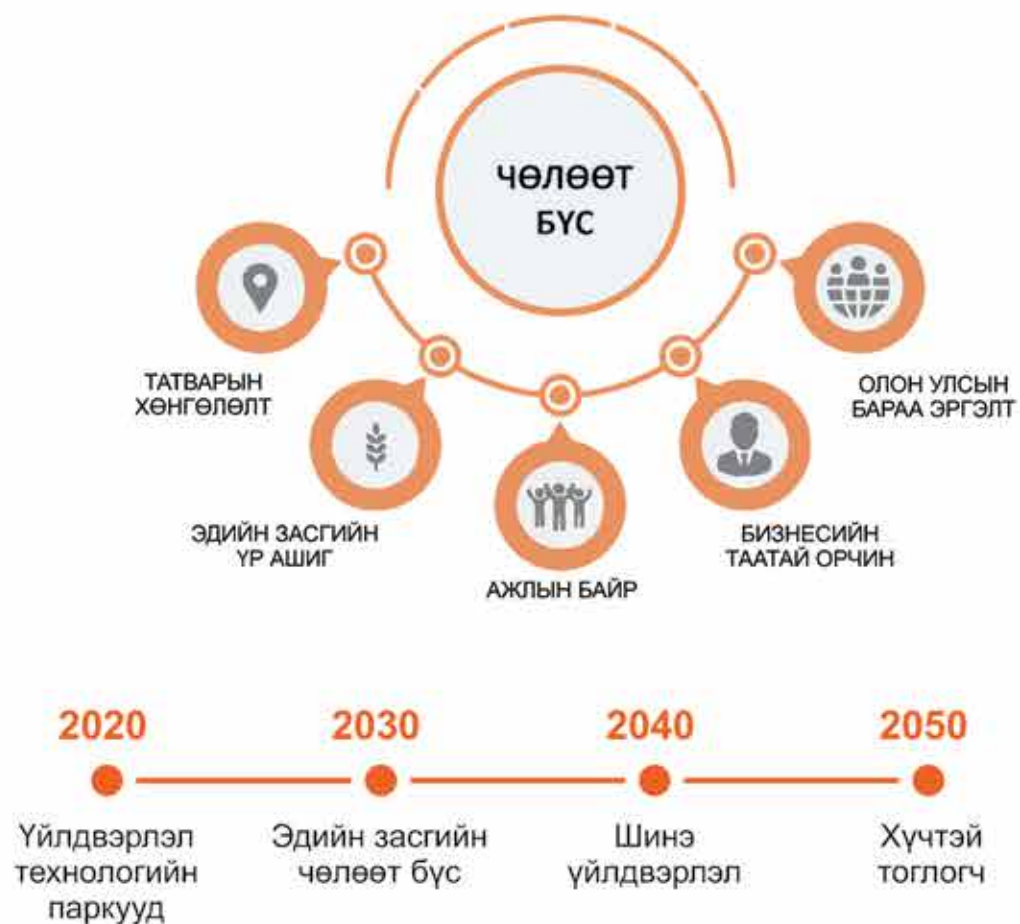 ЧӨЛӨӨТ
БҮС
ТАТВАРЫН
ХӨНГӨЛӨЛТ
ЭДИЙН ЗАСГИЙН
ҮР АШИГ
АЖЛЫН БАЙР
БИЗНЕСИЙН
ТААТАЙ ОРЧИН
ОЛОН УЛСЫН
БАРАА ЭРГЭЛТ
2020
Үйлдвэрлэл
технологийн
паркууд
2030
Эдийн засгийн
чөлөөт бүс
2040
Шинэ
үйлдвэрлэл
2050
Хүчтэй
тоглогч